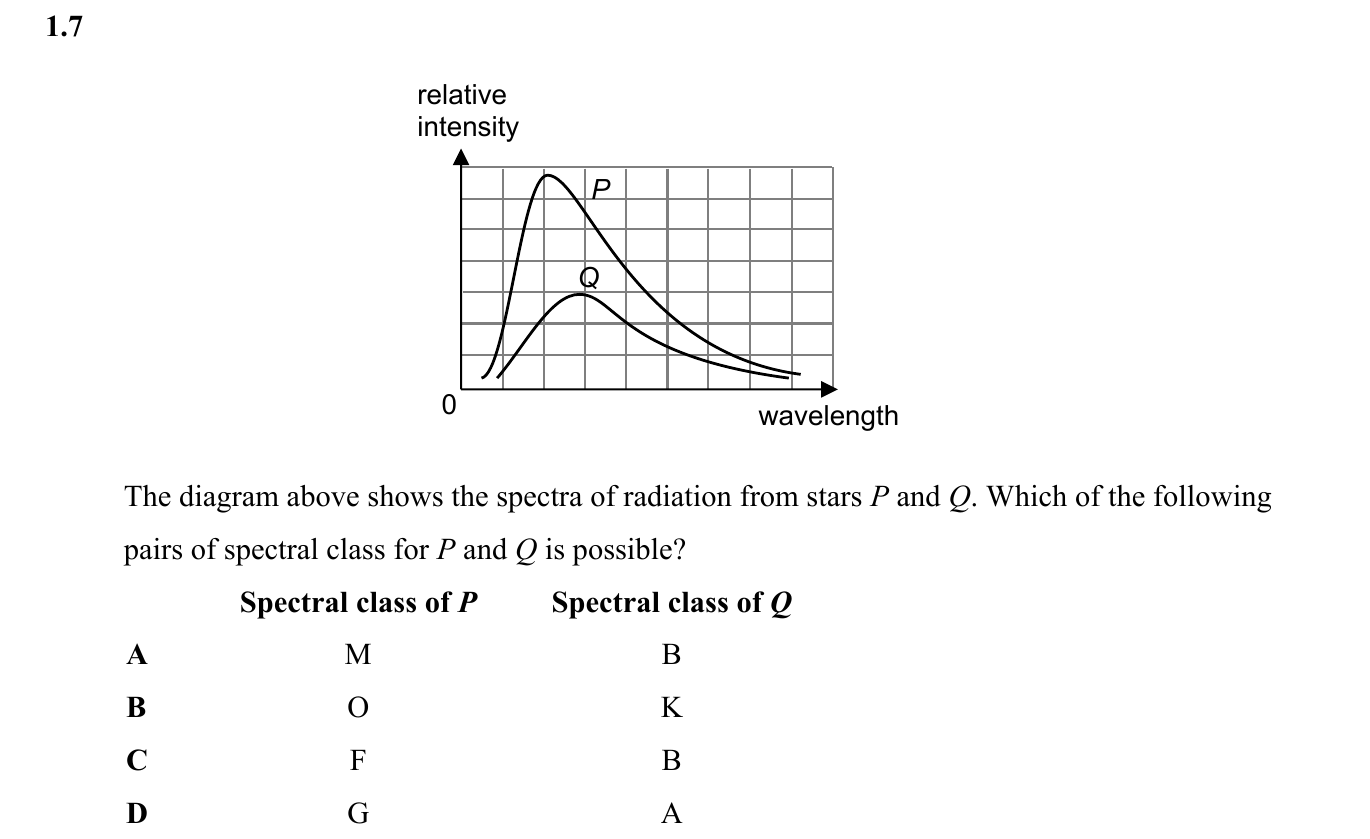 1.7
relative
intensity
P
Q
0
wavelength
The diagram above shows the spectra of radiation from stars P and Q. Which of the following
pairs of spectral class for P and Q is possible?
Spectral class of P Spectral class of Q
A M B
B O K
C F B
D G A